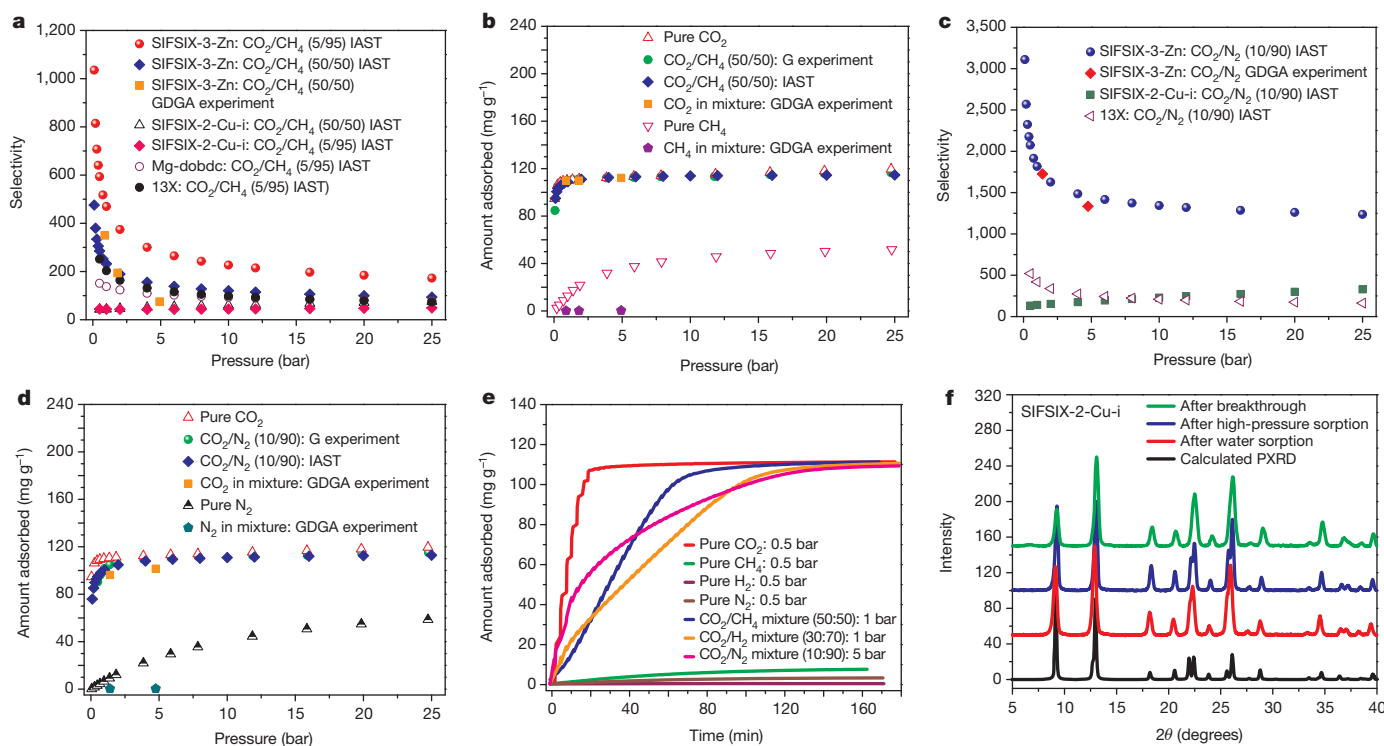 a
1,200
1,000
800
600
400
200
0
Selectivity
SIFSIX-3-Zn: CO₂/CH₄ (5/95) IAST
SIFSIX-3-Zn: CO₂/CH₄ (50/50) IAST
SIFSIX-3-Zn: CO₂/CH₄ (50/50)
GDGA experiment
SIFSIX-2-Cu-i: CO₂/CH₄ (50/50) IAST
SIFSIX-2-Cu-i: CO₂/CH₄ (5/95) IAST
Mg-dobdc: CO₂/CH₄ (5/95) IAST
13X: CO₂/CH₄ (5/95 IAST)
0 5 10 15 20 25
Pressure (bar)
b
240
200
160
120
80
40
0
Amount adsorbed (mg g⁻¹)
Pure CO₂
CO₂/CH₄ (50/50): G experiment
CO₂/CH₄ (50/50): IAST
CO₂ in mixture: GDGA experiment
Pure CH₄
CH₄ in mixture: GDGA experiment
0 5 10 15 20 25
Pressure (bar)
c
3,500
3,000
2,500
2,000
1,500
1,000
500
0
Selectivity
SIFSIX-3-Zn: CO₂/N₂ (10/90) IAST
SIFSIX-3-Zn: CO₂/N₂ GDGA experiment
SIFSIX-2-Cu-i: CO₂/N₂ (10/90) IAST
13X: CO₂/N₂ (10/90) IAST
0 5 10 15 20 25
Pressure (bar)
d
240
200
160
120
80
40
0
Amount adsorbed (mg g⁻¹)
Pure CO₂
CO₂/N₂ (10/90): G experiment
CO₂/N₂ (10/90): IAST
CO₂ in mixture: GDGA experiment
Pure N₂
N₂ in mixture: GDGA experiment
0 5 10 15 20 25
Pressure (bar)
e
140
120
100
80
60
40
20
0
Amount adsorbed (mg g⁻¹)
Pure CO₂: 0.5 bar
Pure CH₄: 0.5 bar
Pure H₂: 0.5 bar
Pure N₂: 0.5 bar
CO₂/CH₄ mixture (50:50): 1 bar
CO₂/H₂ mixture (30:70): 1 bar
CO₂/N₂ mixture (10:90): 5 bar
0 40 80 120 160
Time (min)
f
320
280
240
200
160
120
80
40
0
Intensity
SIFSIX-2-Cu-i
After breakthrough
After high-pressure sorption
After water sorption
Calculated PXRD
5 10 15 20 25 30 35 40
2θ (degrees)